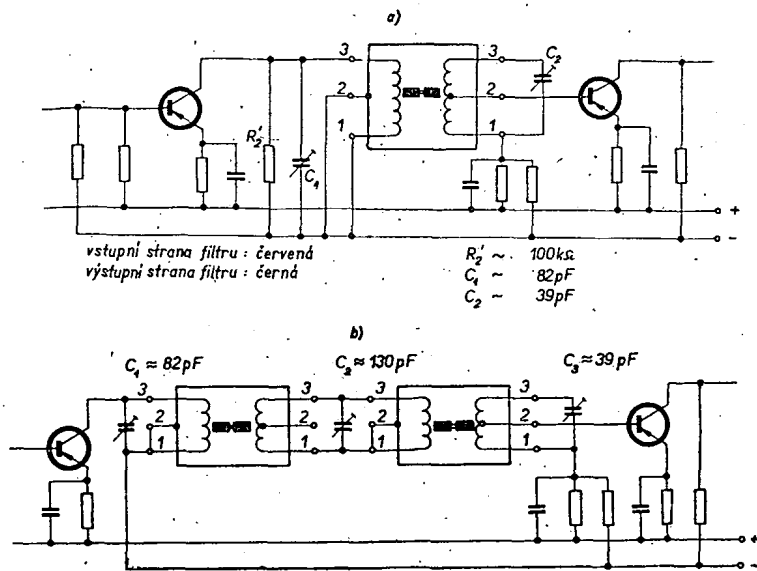 a)
3
2
1
R₂'
C₁
3
2
1
C₂
+
-
vstupní strana filtru : červená
výstupní strana filtru : černá
R₂' ~ 100kΩ
C₁ ~ 82pF
C₂ ~ 39pF
b)
C₁ ≈ 82pF
C₂ ≈ 130pF
C₃ ≈ 39pF
3
2
1
3
2
1
3
2
1
3
2
1
+
-